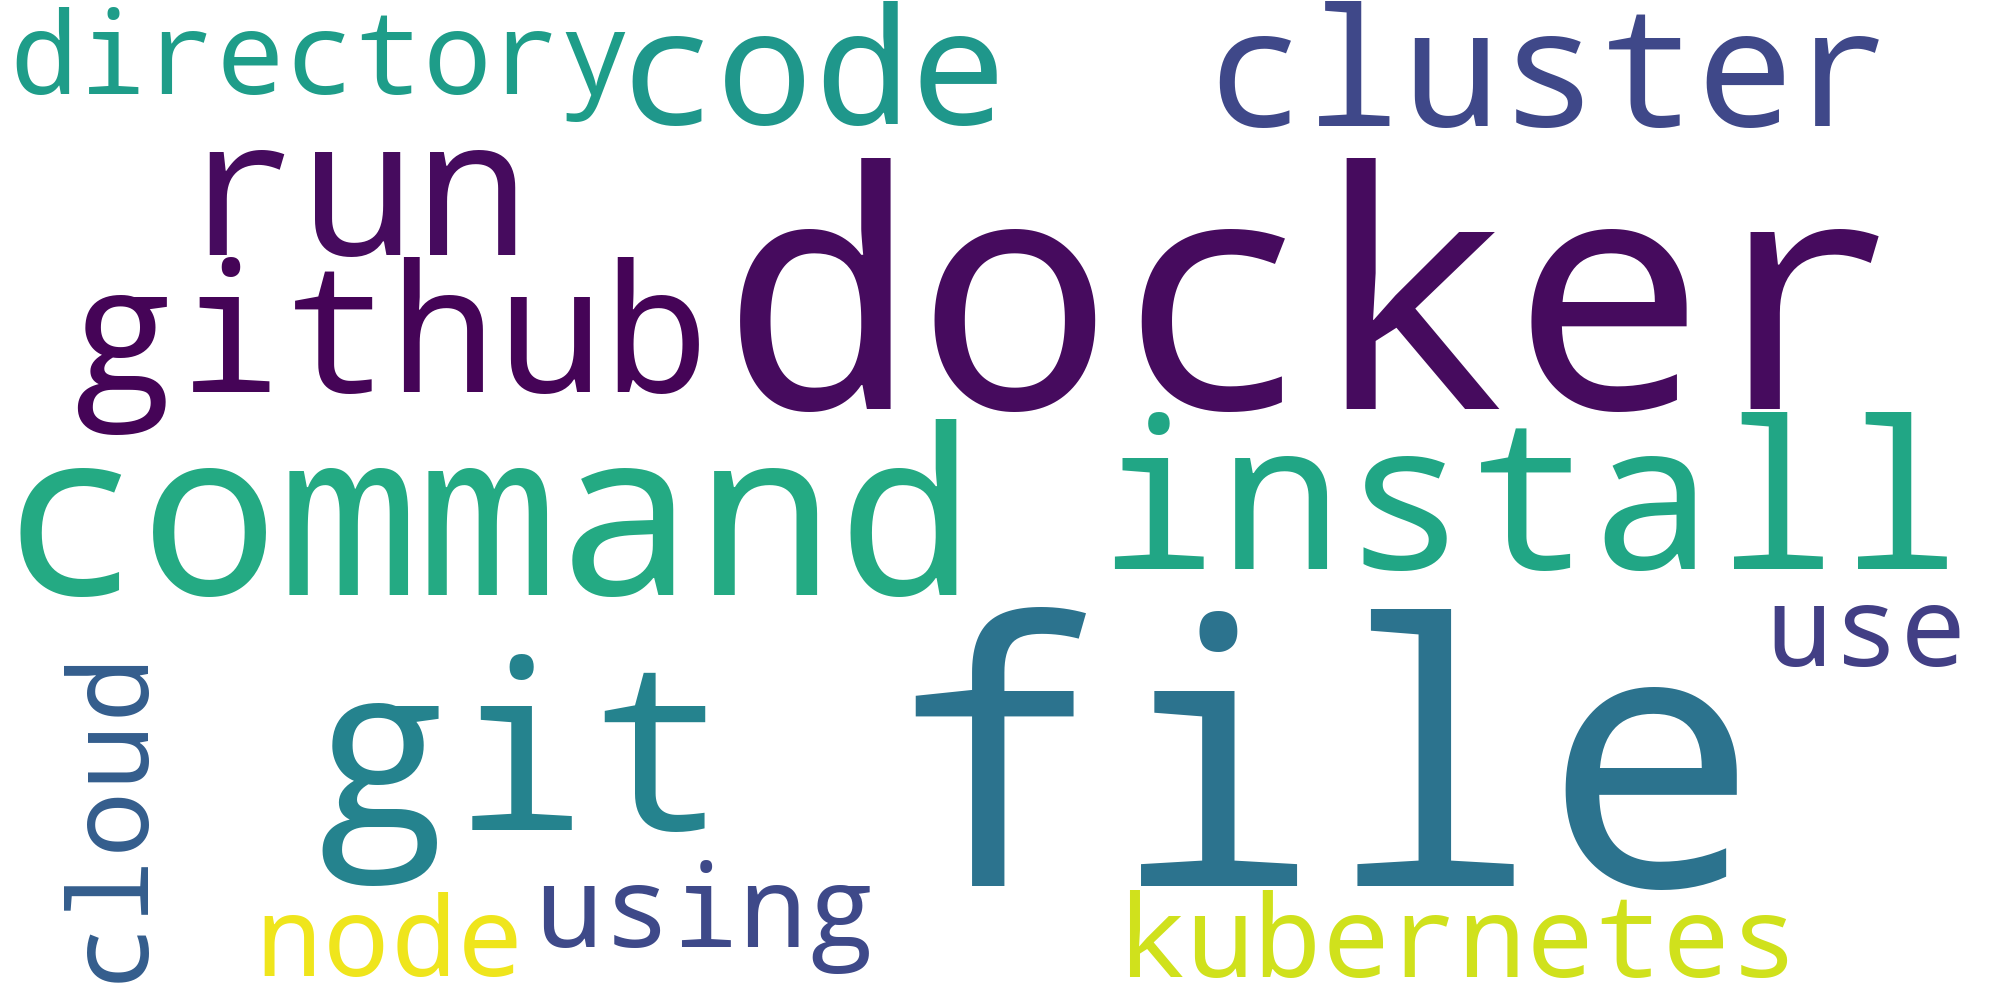 directory code cluster
run
docker
github
command install
use
file
git
cloud
using
node kubernetes